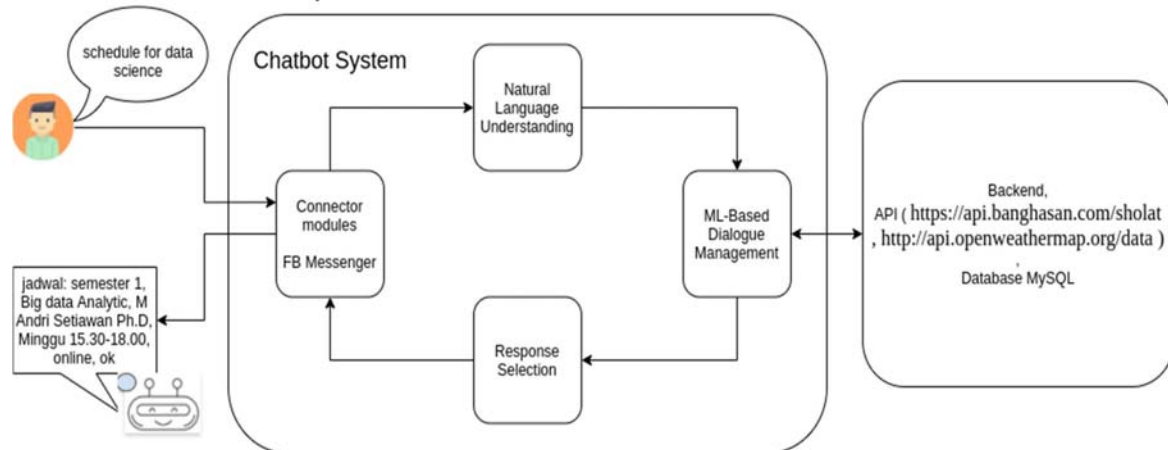 schedule for data
science
Chatbot System
Natural
Language
Understanding
Connector
modules
FB Messenger
ML-Based
Dialogue
Management
Response
Selection
Backend,
API ( https://api.banghasan.com/sholat
, http://api.openweathermap.org/data )
,
Database MySQL
jadwal: semester 1,
Big data Analytic, M
Andri Setiawan Ph.D,
Minggu 15.30-18.00,
online, ok